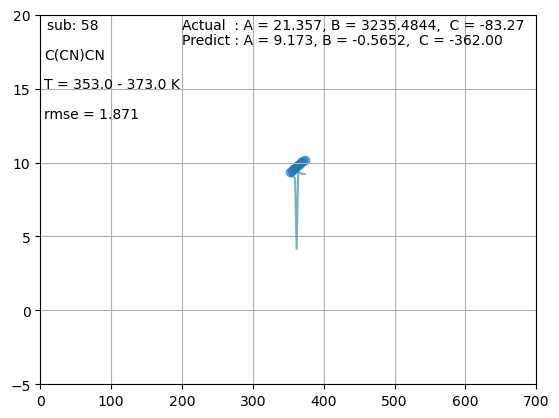 sub: 58
Actual  : A = 21.357, B = 3235.4844,  C = -83.27
Predict : A = 9.173, B = -0.5652,  C = -362.00
C(CN)CN
T = 353.0 - 373.0 K
rmse = 1.871
20
15
10
5
0
−5
0 100 200 300 400 500 600 700